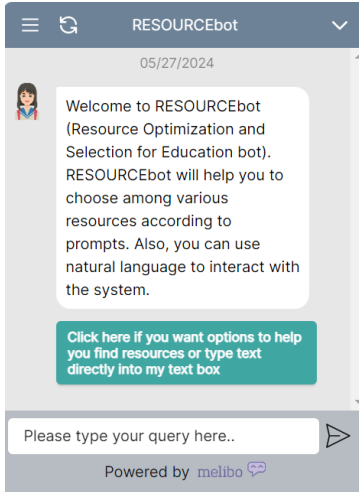 RESOURCEbot
05/27/2024
Welcome to RESOURCEbot
(Resource Optimization and
Selection for Education bot).
RESOURCEbot will help you to
choose among various
resources according to
prompts. Also, you can use
natural language to interact with
the system.
Click here if you want options to help
you find resources or type text
directly into my text box
Please type your query here..
Powered by melibo